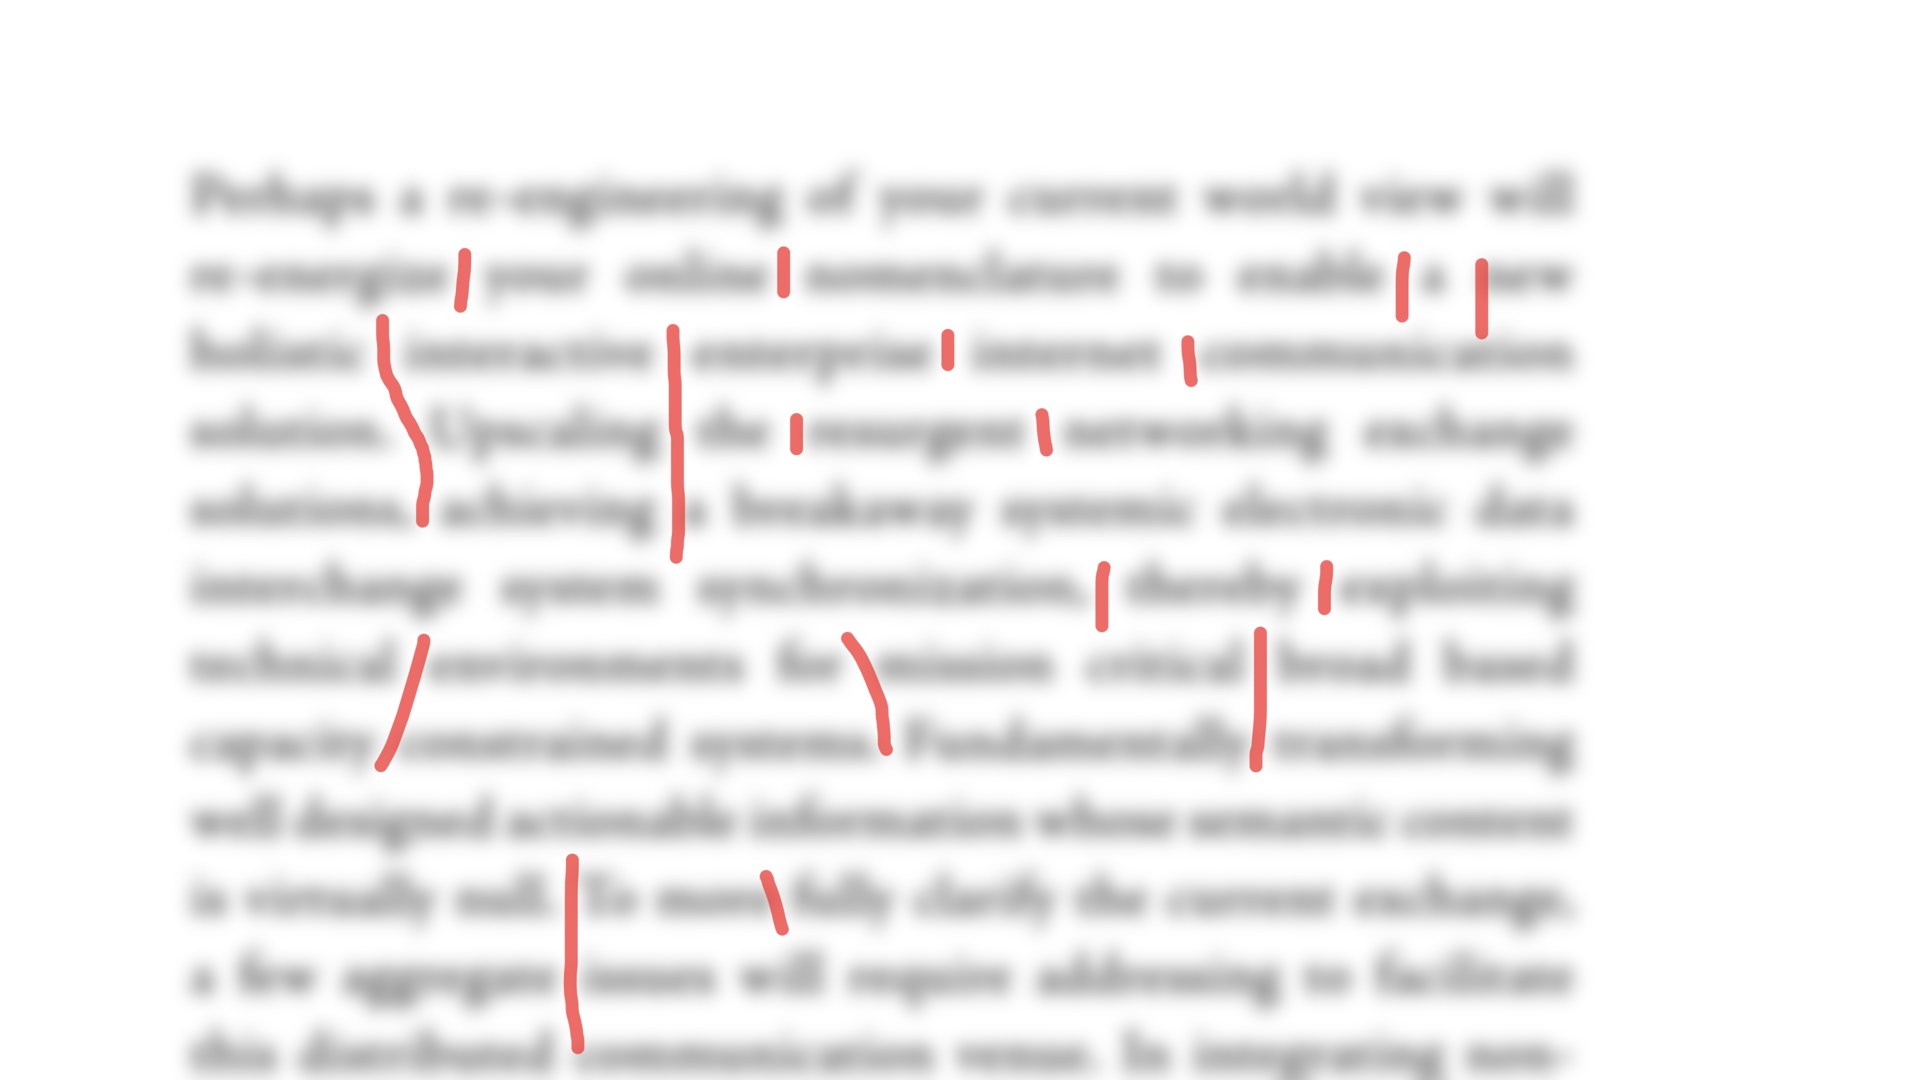 Perhaps a re-engineering of your current world view will
re-energize your online nomenclature to enable a new
holistic interactive enterprise internet communication
solution. Upscaling the resurgent networking exchange
solutions, achieving a breakaway systemic electronic data
interchange system synchronization, thereby exploiting
technical environments for mission critical broad based
capacity constrained systems. Fundamentally transforming
well designed actionable information whose semantic content
is virtually null. To more fully clarify the current exchange,
a few aggregate issues will require addressing to facilitate
this distributed communication venue. In integrating non-